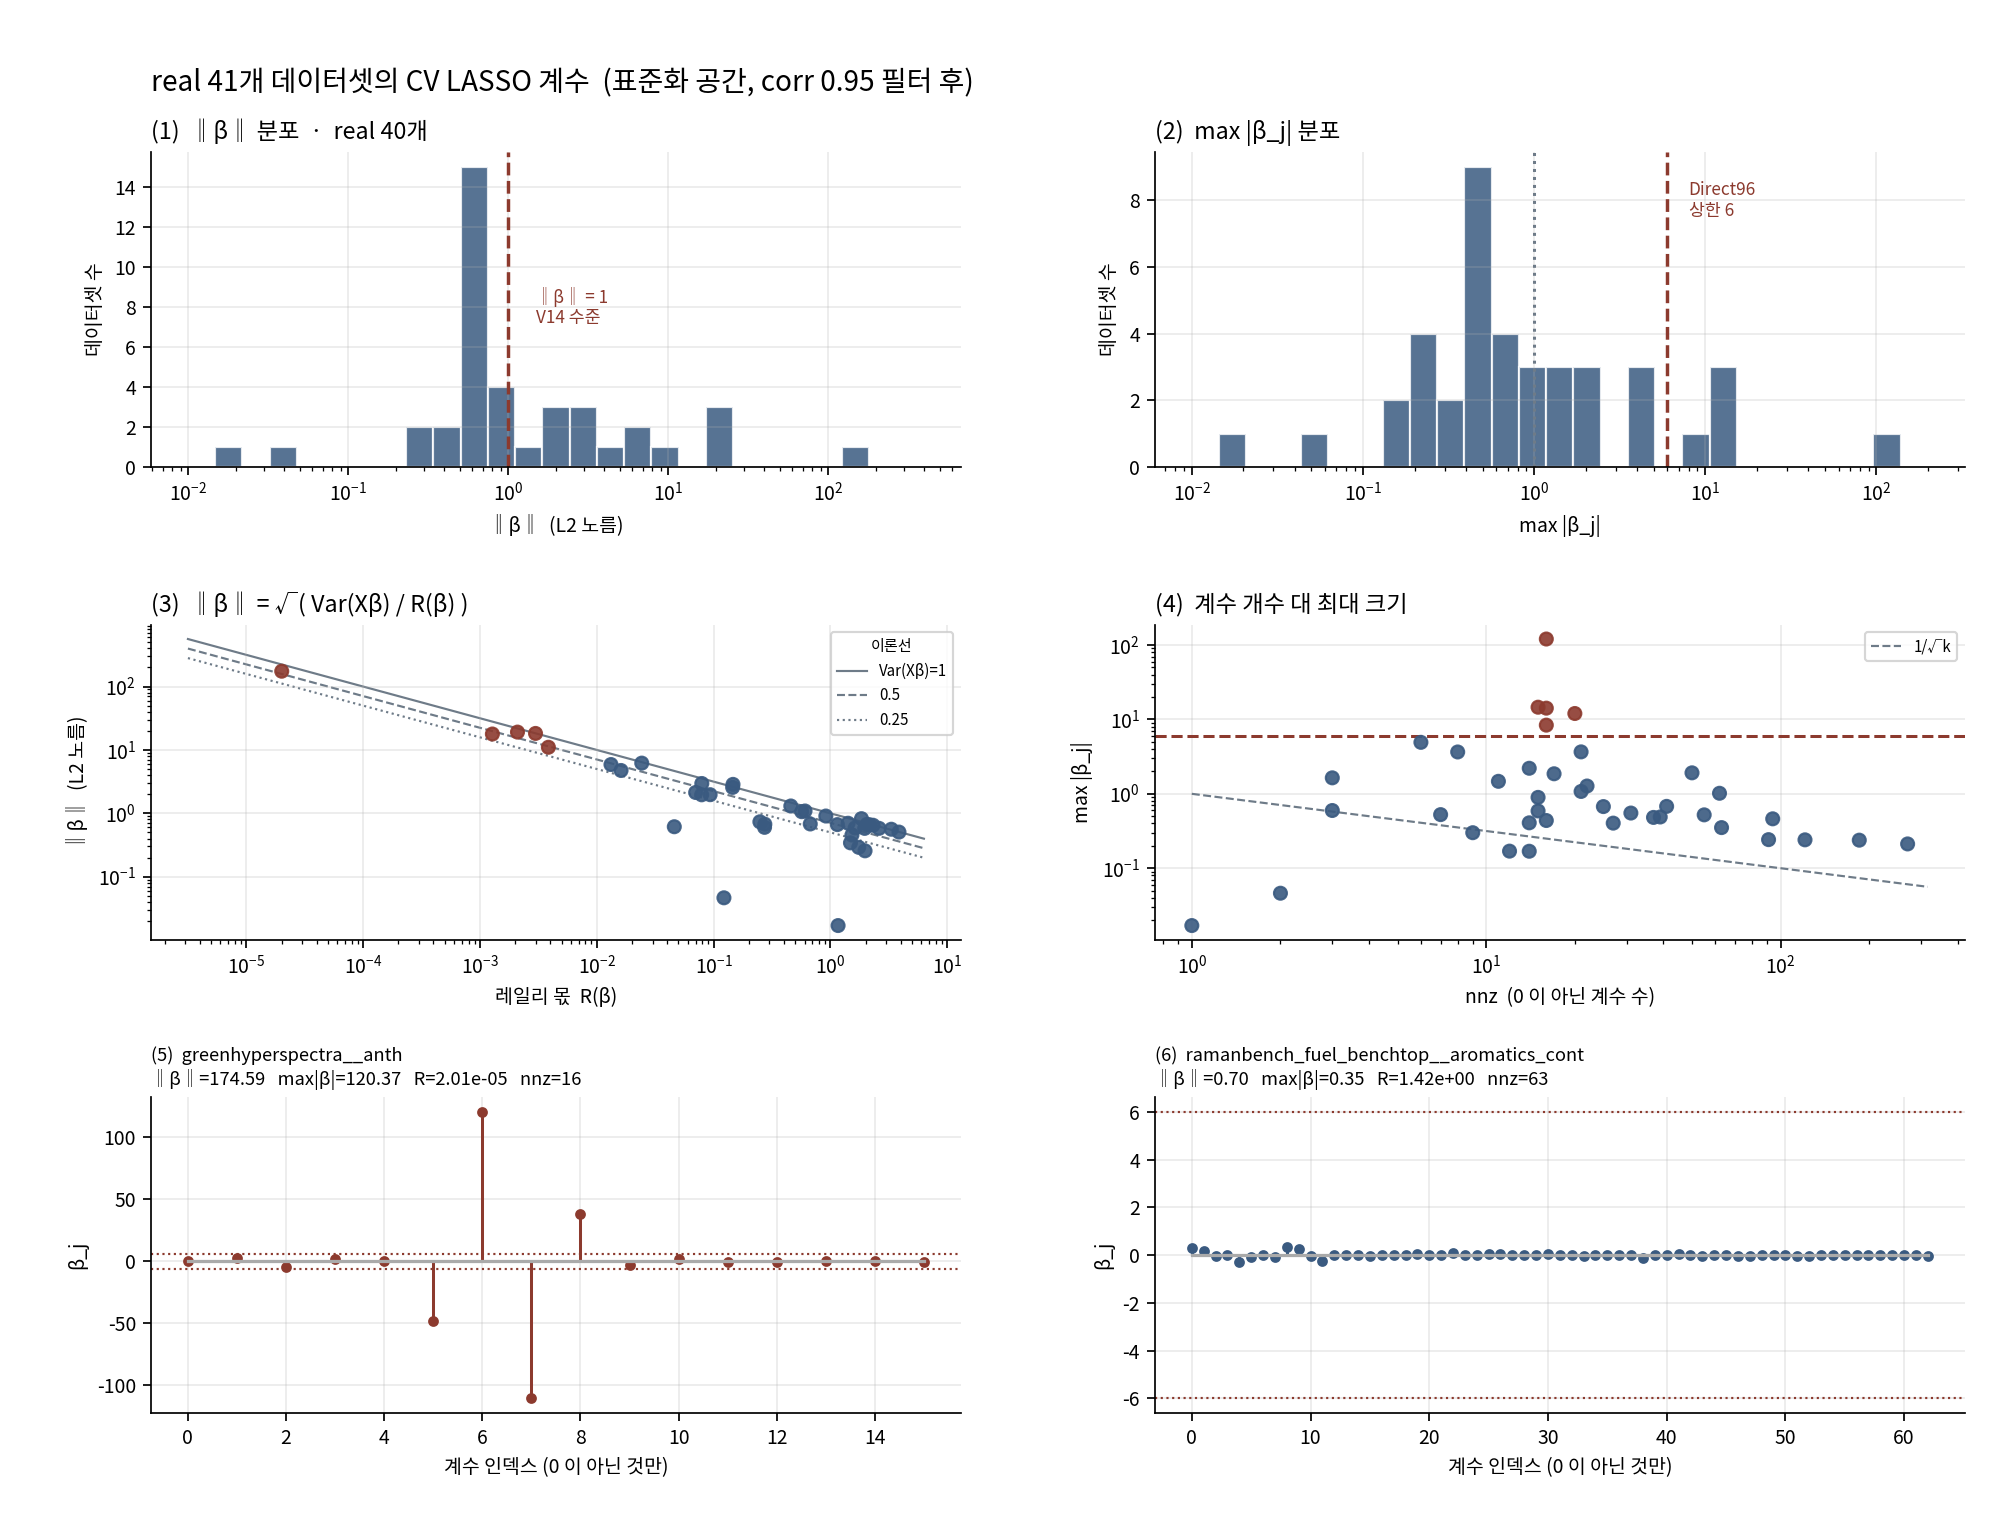 real 41개 데이터셋의 CV LASSO 계수  (표준화 공간, corr 0.95 필터 후)
(1)  ‖β‖ 분포 · real 40개
14
12
10
8
6
4
2
0
데이터셋 수
‖β‖ = 1
V14 수준
10⁻²
10⁻¹
10⁰
10¹
10²
‖β‖ (L2 노름)
(2)  max |β_j| 분포
8
6
4
2
0
데이터셋 수
Direct96
상한 6
10⁻²
10⁻¹
10⁰
10¹
10²
max |β_j|
(3)  ‖β‖ = √( Var(Xβ) / R(β) )
10²
10¹
10⁰
10⁻¹
‖β‖ (L2 노름)
이론선
Var(Xβ)=1
0.5
0.25
10⁻⁵
10⁻⁴
10⁻³
10⁻²
10⁻¹
10⁰
10¹
레일리 몫  R(β)
(4)  계수 개수 대 최대 크기
10²
10¹
10⁰
10⁻¹
max |β_j|
1/√k
10⁰
10¹
10²
nnz  (0 이 아닌 계수 수)
(5)  greenhyperspectra__anth
‖β‖=174.59   max|β|=120.37   R=2.01e-05   nnz=16
100
50
0
-50
-100
β_j
0
2
4
6
8
10
12
14
계수 인덱스 (0 이 아닌 것만)
(6)  ramanbench_fuel_benchtop__aromatics_cont
‖β‖=0.70   max|β|=0.35   R=1.42e+00   nnz=63
6
4
2
0
-2
-4
-6
β_j
0
10
20
30
40
50
60
계수 인덱스 (0 이 아닌 것만)